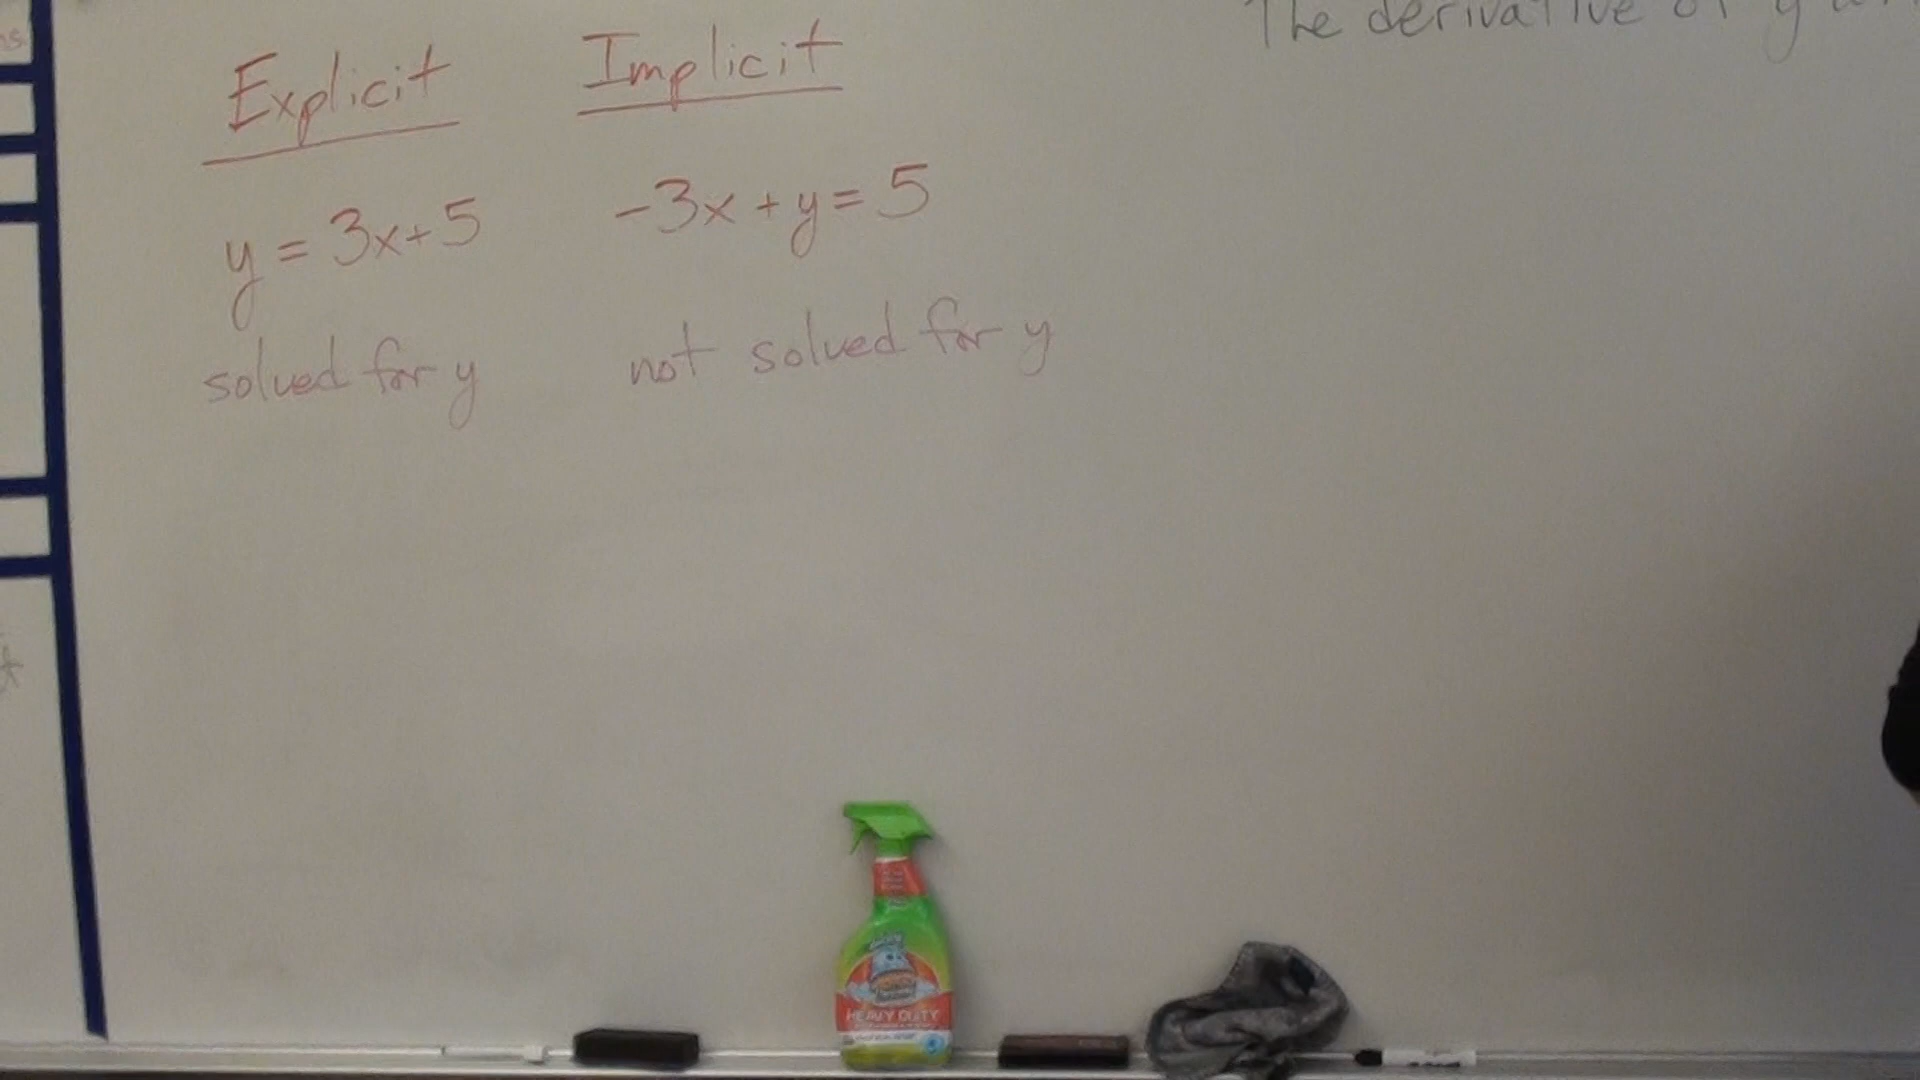 Explicit
Implicit
y = 3x+5
-3x + y = 5
solved for y
not solved for y
The derivative of y
HEAVY DUTY